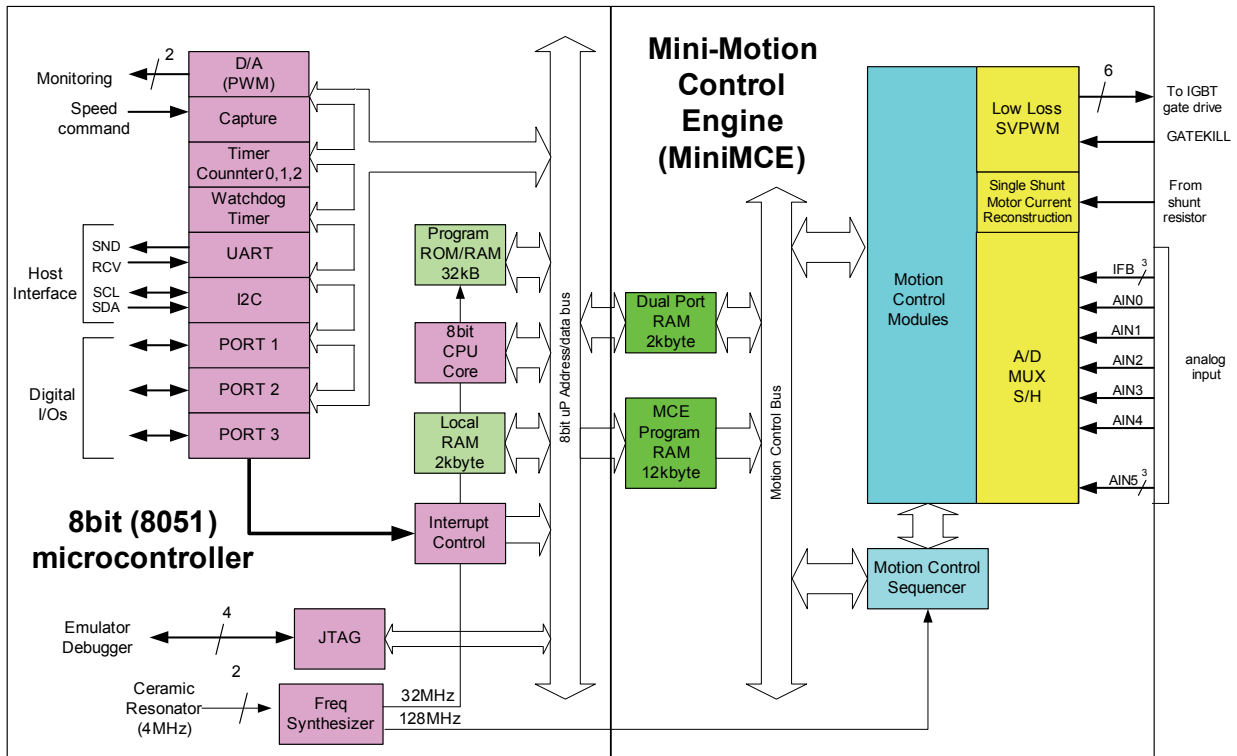 Monitoring
2
D/A
(PWM)
Speed
command
Capture
Timer
Counnter 0,1,2
Watchdog
Timer
Host
Interface
SND
RCV
UART
SCL
SDA
I2C
Digital
I/Os
PORT 1
PORT 2
PORT 3
8bit (8051)
microcontroller
Program
ROM/RAM
32kB
8bit
CPU
Core
Local
RAM
2kbyte
Interrupt
Control
Emulator
Debugger
4
JTAG
Ceramic
Resonator
(4MHz)
2
Freq
Synthesizer
32MHz
128MHz
8bit uP Address/data bus
Mini-Motion
Control
Engine
(MiniMCE)
Dual Port
RAM
2kbyte
MCE
Program
RAM
12kbyte
Motion Control Bus
Motion
Control
Modules
Low Loss
SVPWM
Single Shunt
Motor Current
Reconstruction
A/D
MUX
S/H
Motion Control
Sequencer
6
To IGBT
gate drive
GATEKILL
From
shunt
resistor
IFB
3
AIN0
AIN1
AIN2
AIN3
AIN4
AIN5
3
analog
input